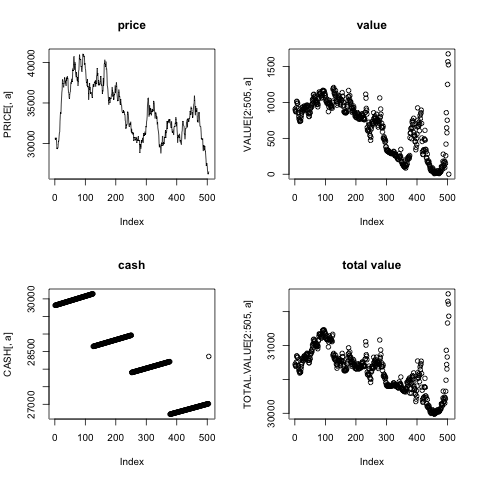 price
PRICE[, a]
30000 35000 40000
0 100 200 300 400 500
Index
value
VALUE[2:505, a]
0 500 1000 1500
0 100 200 300 400 500
Index
cash
CASH[, a]
27000 28500 30000
0 100 200 300 400 500
Index
total value
TOTAL.VALUE[2:505, a]
30000 31000
0 100 200 300 400 500
Index